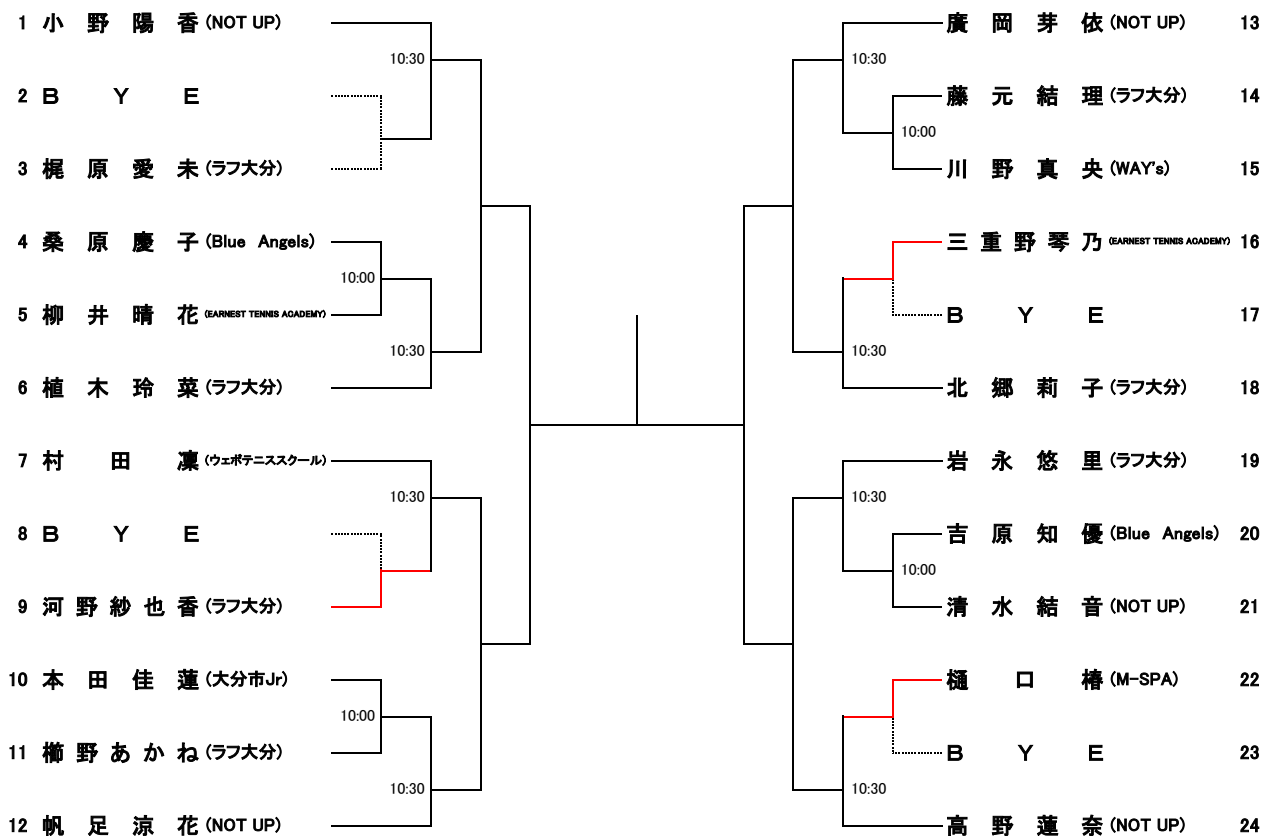 1 小野陽香 (NOT UP)
10:30
2 BYE
3 梶原愛未 (ラフ大分)
4 桑原慶子 (Blue Angels)
10:00
5 柳井晴花 (EARNEST TENNIS ACADEMY)
10:30
6 植木玲菜 (ラフ大分)
7 村田凜 (ウェボテニススクール)
10:30
8 BYE
9 河野紗也香 (ラフ大分)
10 本田佳蓮 (大分市Jr)
10:00
11 櫛野あかね (ラフ大分)
10:30
12 帆足涼花 (NOT UP)
廣岡芽依 (NOT UP) 13
10:30
藤元結理 (ラフ大分) 14
10:00
川野真央 (WAY's) 15
三重野琴乃 (EARNEST TENNIS ACADEMY) 16
BYE 17
10:30
北郷莉子 (ラフ大分) 18
岩永悠里 (ラフ大分) 19
10:30
吉原知優 (Blue Angels) 20
10:00
清水結音 (NOT UP) 21
樋口椿 (M-SPA) 22
BYE 23
10:30
高野蓮奈 (NOT UP) 24